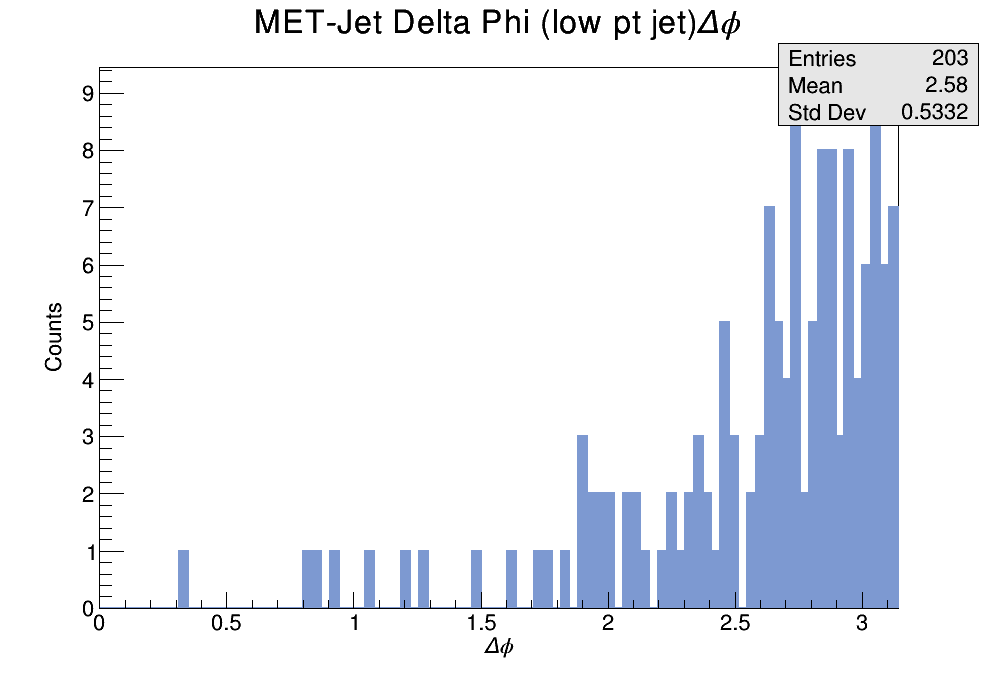 MET-Jet Delta Phi (low pt jet)Δϕ
Entries 203
Mean 2.58
Std Dev 0.5332
9
8
7
6
5
4
3
2
1
0
Counts
0 0.5 1 1.5 2 2.5 3
Δϕ